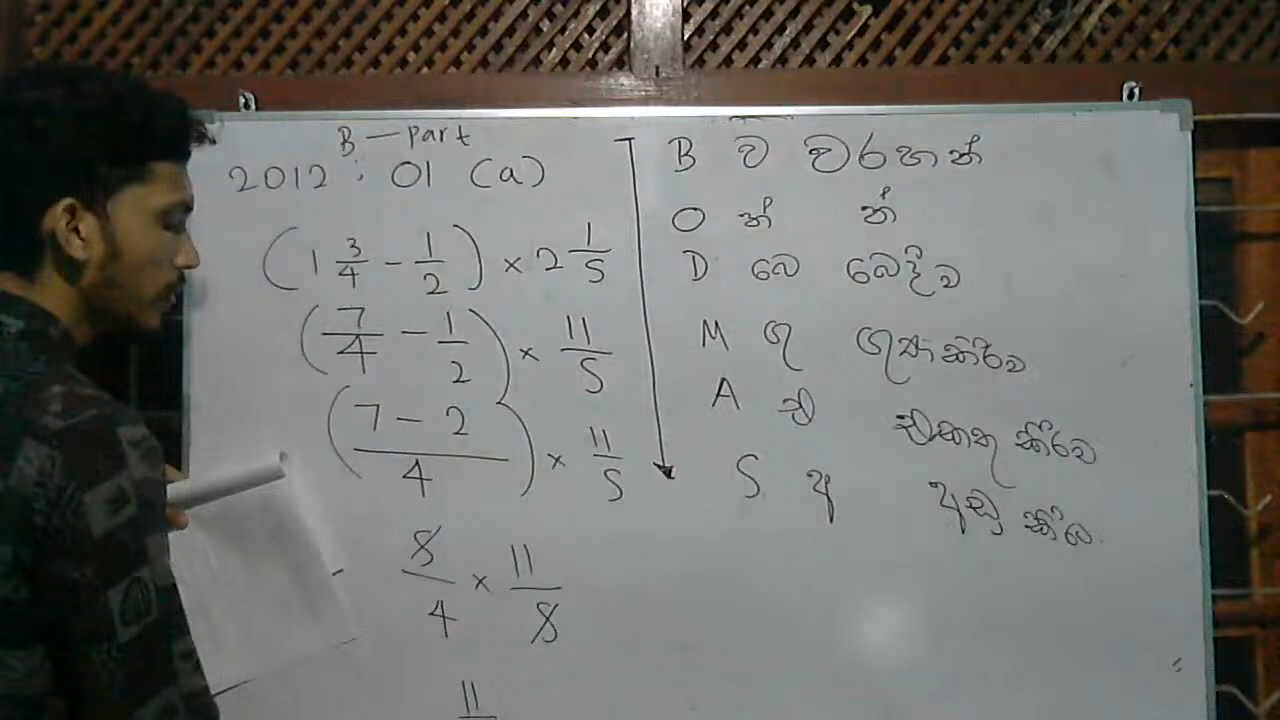 B – part
2012 : 01 (a)
(1 3/4 − 1/2) × 2 1/5
(7/4 − 1/2) × 11/5
(7 − 2 / 4) × 11/5
5/4 × 11/5
11
B ව වරහන්
O න් න්
D බෙ බෙදීම
M ගු ගුණ කිරීම
A එ එකතු කිරීම
S අ අඩු කිරීම